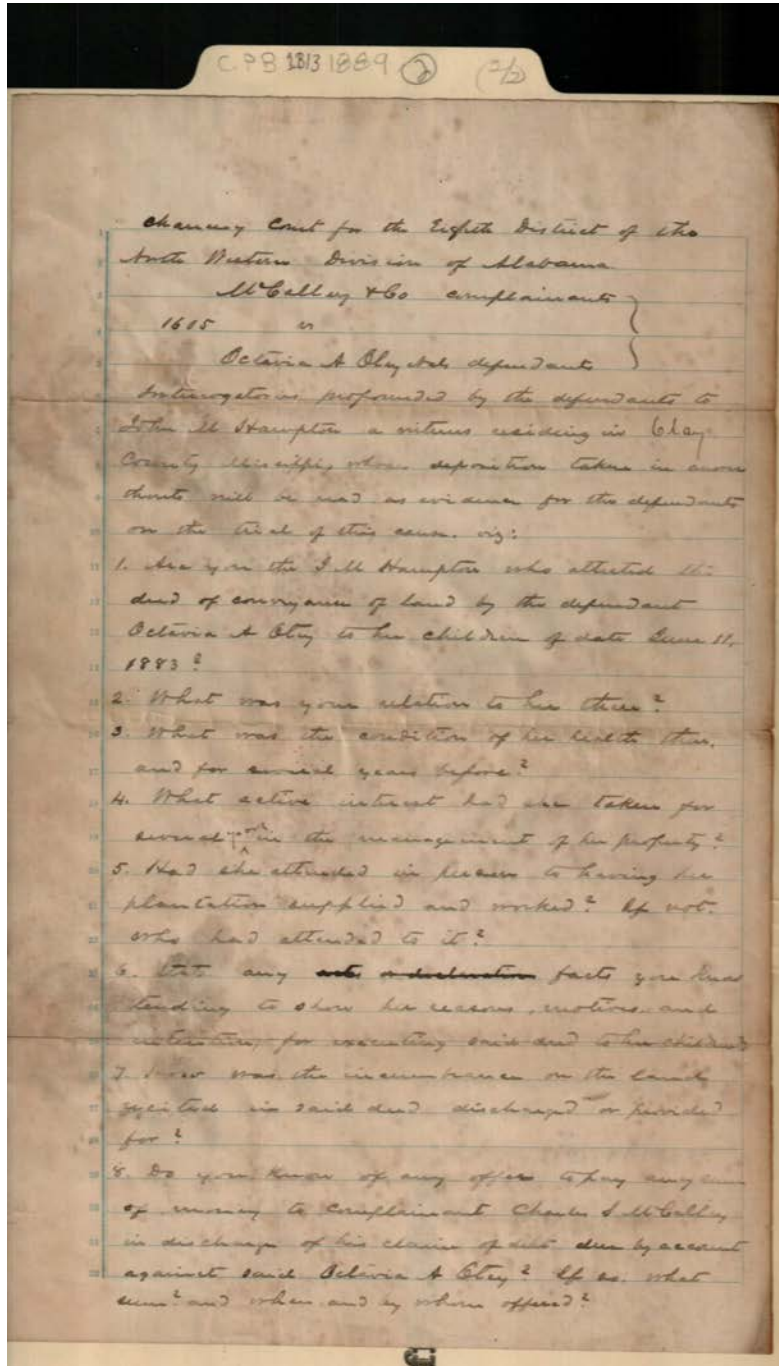 C.P.B 1813 1889 (2) (2/2)
Chancery Court for the Eighth District of the
North Western Division of Alabama
McCalley & Co complainants
1615 vs
Octavia A Otey et als defendants
Interrogatories propounded by the defendants to
John M Hampton a witness residing in Clay
County Mississippi, whose deposition taken in answer
thereto will be read as evidence for the defendants
on the trial of this cause. viz:
1. Are you the J M Hampton who attested the
deed of conveyance of land by the defendant
Octavia A Otey to her children of date June 11,
1883?
2. What was your relation to her then?
3. What was the condition of her health then,
and for several years before?
4. What active interest had she taken for
several years in the management of her property?
5. Had she attended in person to having her
plantation supplied and worked? If not.
who had attended to it?
6. State any acts or declaration facts you know
tending to show her reasons, motives and
intention, for executing said deed to her children
7. How was the incumbrance on the land
recited in said deed discharged or provided
for?
8. Do you know of any offer to pay any sum
of money to complainant Charles S McCalley
in discharge of his claim of debt due by account
against said Octavia A Otey? If so. what
sum? and when and by whom offered?